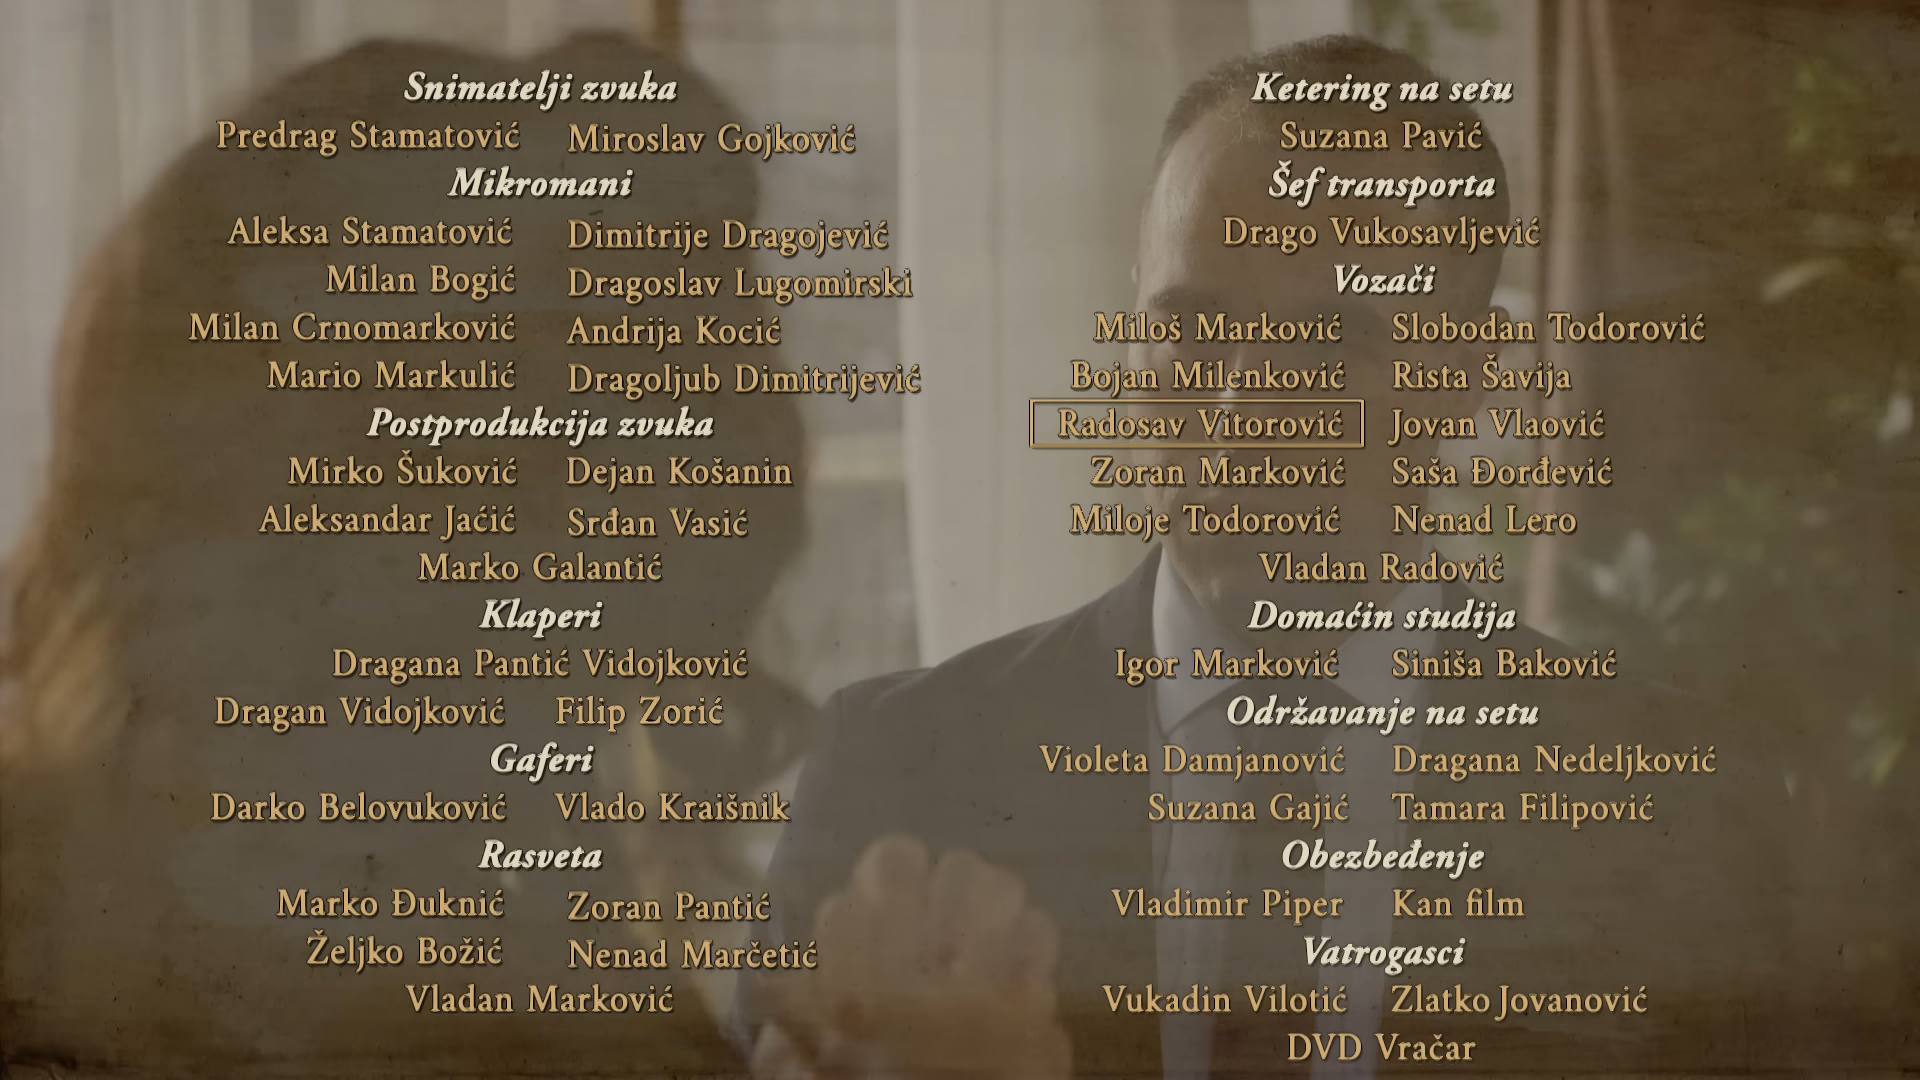 Snimatelji zvuka
Predrag Stamatović Miroslav Gojković
Mikromani
Aleksa Stamatović Dimitrije Dragojević
Milan Bogić Dragoslav Lugomirski
Milan Crnomarković Andrija Kocić
Mario Markulić Dragoljub Dimitrijević
Postprodukcija zvuka
Mirko Šuković Dejan Košanin
Aleksandar Jaćić Srđan Vasić
Marko Galantić
Klaperi
Dragana Pantić Vidojković
Dragan Vidojković Filip Zorić
Gaferi
Darko Belovuković Vlado Kraišnik
Rasveta
Marko Đuknić Zoran Pantić
Željko Božić Nenad Marčetić
Vladan Marković
Ketering na setu
Suzana Pavić
Šef transporta
Drago Vukosavljević
Vozači
Miloš Marković Slobodan Todorović
Bojan Milenković Rista Šavija
Radosav Vitorović Jovan Vlaović
Zoran Marković Saša Đorđević
Miloje Todorović Nenad Lero
Vladan Radović
Domaćin studija
Igor Marković Siniša Baković
Održavanje na setu
Violeta Damjanović Dragana Nedeljković
Suzana Gajić Tamara Filipović
Obezbeđenje
Vladimir Piper Kan film
Vatrogasci
Vukadin Vilotić Zlatko Jovanović
DVD Vračar